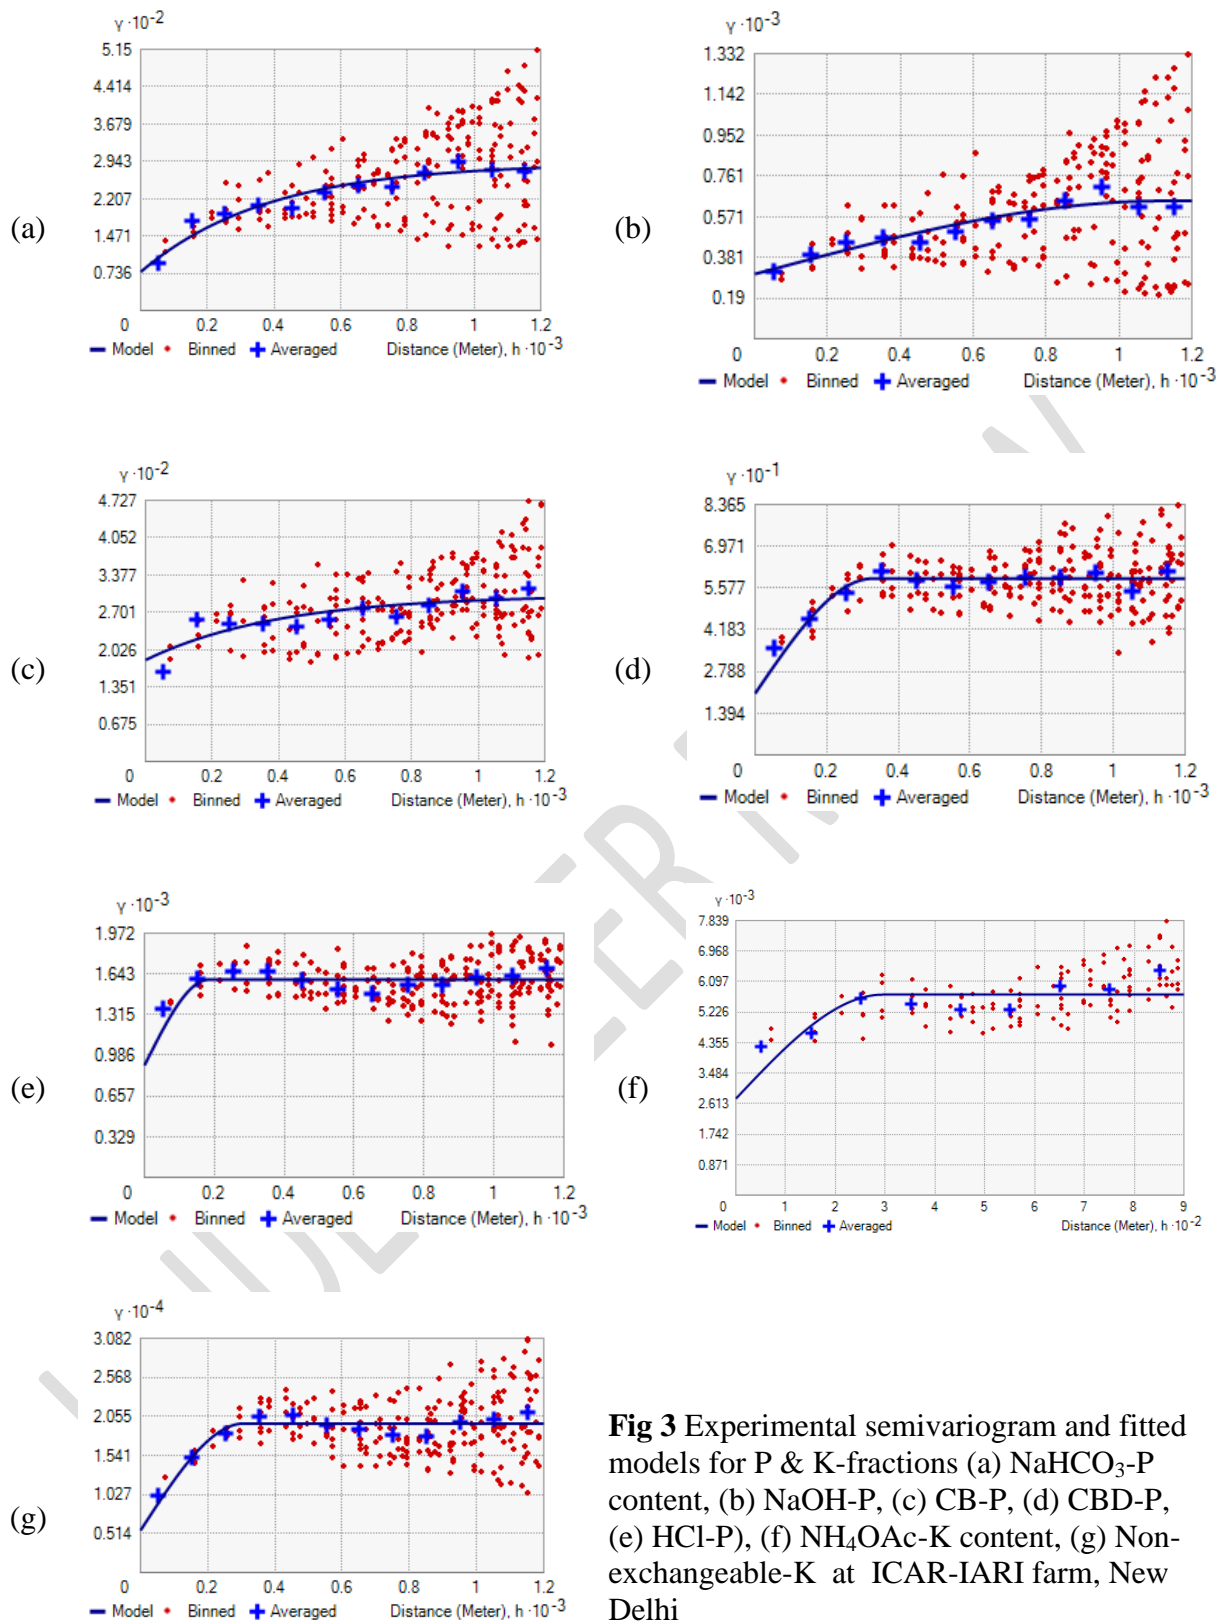 γ ·10⁻²
5.15
4.414
3.679
2.943
2.207
1.471
0.736
0 0.2 0.4 0.6 0.8 1 1.2
Model Binned Averaged Distance (Meter), h ·10⁻³
(a)
γ ·10⁻³
1.332
1.142
0.952
0.761
0.571
0.381
0.19
0 0.2 0.4 0.6 0.8 1 1.2
Model Binned Averaged Distance (Meter), h ·10⁻³
(b)
γ ·10⁻²
4.727
4.052
3.377
2.701
2.026
1.351
0.675
0 0.2 0.4 0.6 0.8 1 1.2
Model Binned Averaged Distance (Meter), h ·10⁻³
(c)
γ ·10⁻¹
8.365
6.971
5.577
4.183
2.788
1.394
0 0.2 0.4 0.6 0.8 1 1.2
Model Binned Averaged Distance (Meter), h ·10⁻³
(d)
γ ·10⁻³
1.972
1.643
1.315
0.986
0.657
0.329
0 0.2 0.4 0.6 0.8 1 1.2
Model Binned Averaged Distance (Meter), h ·10⁻³
(e)
γ ·10⁻³
7.839
6.968
6.097
5.226
4.355
3.484
2.613
1.742
0.871
0 1 2 3 4 5 6 7 8 9
Model Binned Averaged Distance (Meter), h ·10⁻²
(f)
γ ·10⁻⁴
3.082
2.568
2.055
1.541
1.027
0.514
0 0.2 0.4 0.6 0.8 1 1.2
Model Binned Averaged Distance (Meter), h ·10⁻³
(g)
Fig 3 Experimental semivariogram and fitted
models for P & K-fractions (a) NaHCO₃-P
content, (b) NaOH-P, (c) CB-P, (d) CBD-P,
(e) HCl-P), (f) NH₄OAc-K content, (g) Non-
exchangeable-K at ICAR-IARI farm, New
Delhi